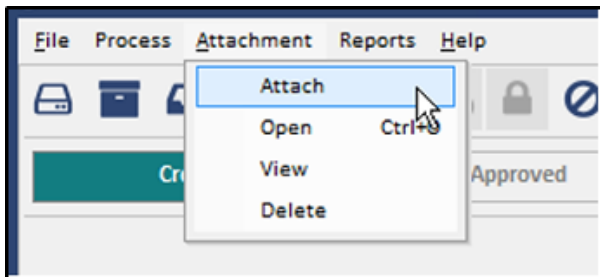 File Process Attachment Reports Help
Attach
Open
View
Approved
Delete